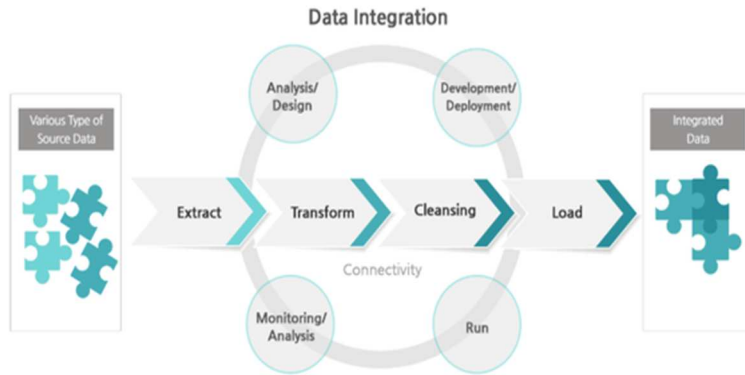 Data Integration
Analysis/
Design
Development/
Deployment
Various Type of
Source Data
Integrated
Data
Extract
Transform
Cleansing
Load
Connectivity
Monitoring/
Analysis
Run